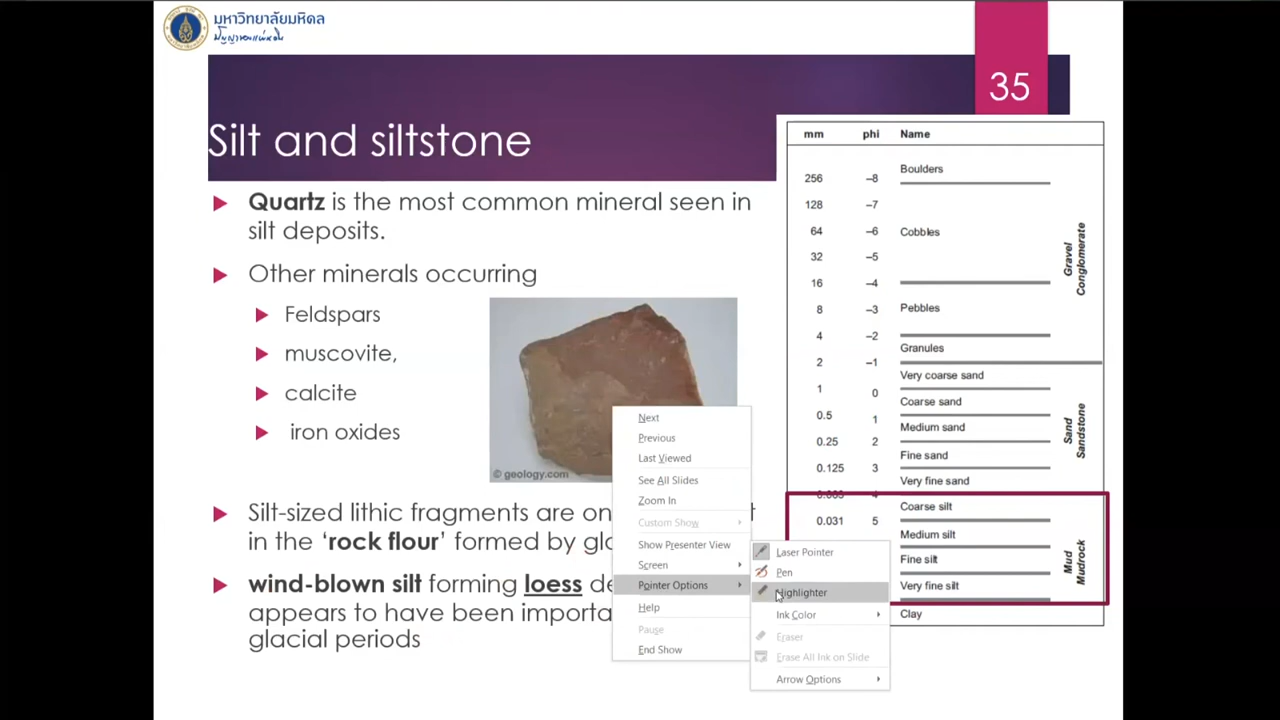 มหาวิทยาลัยมหิดล
ปัญญาของแผ่นดิน
35
Silt and siltstone
Quartz is the most common mineral seen in
silt deposits.
Other minerals occurring
Feldspars
muscovite,
calcite
iron oxides
© geology.com
Silt-sized lithic fragments are
in the ‘rock flour’ formed by
wind-blown silt forming loess
appears to have been
glacial periods
mm phi Name
Boulders
256 –8
128 –7
64 –6 Cobbles
32 –5
16 –4
8 –3 Pebbles
4 –2
Granules
2 –1
Very coarse sand
1 0
Coarse sand
0.5 1
Medium sand
0.25 2
Fine sand
0.125 3
Very fine sand
Coarse silt
0.031 5
Medium silt
Fine silt
Very fine silt
Clay
Gravel
Conglomerate
Sand
Sandstone
Mud
Mudrock
Next
Previous
Last Viewed
See All Slides
Zoom In
Custom Show
Show Presenter View
Screen
Pointer Options
Help
Pause
End Show
Laser Pointer
Pen
Highlighter
Ink Color
Eraser
Erase All Ink on Slide
Arrow Options